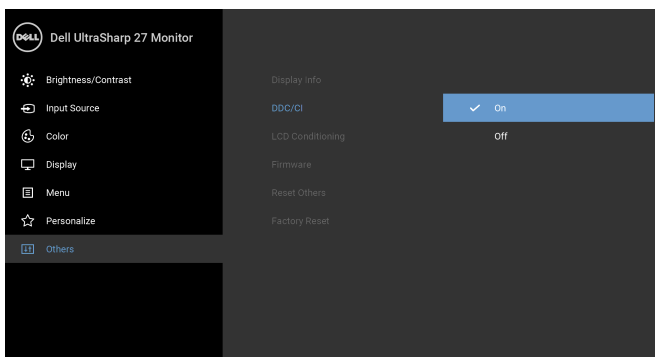 DELL
Dell UltraSharp 27 Monitor
Brightness/Contrast
Input Source
Color
Display
Menu
Personalize
Others
Display Info
DDC/CI
LCD Conditioning
Firmware
Reset Others
Factory Reset
On
Off